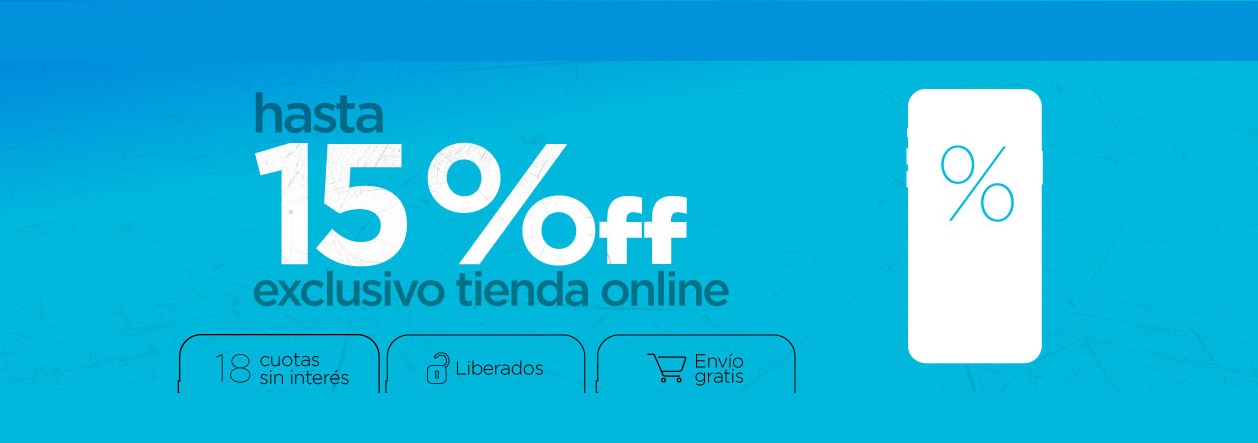 hasta
15%off
exclusivo tienda online
18 cuotas
sin interés
Liberados
Envío
gratis
%